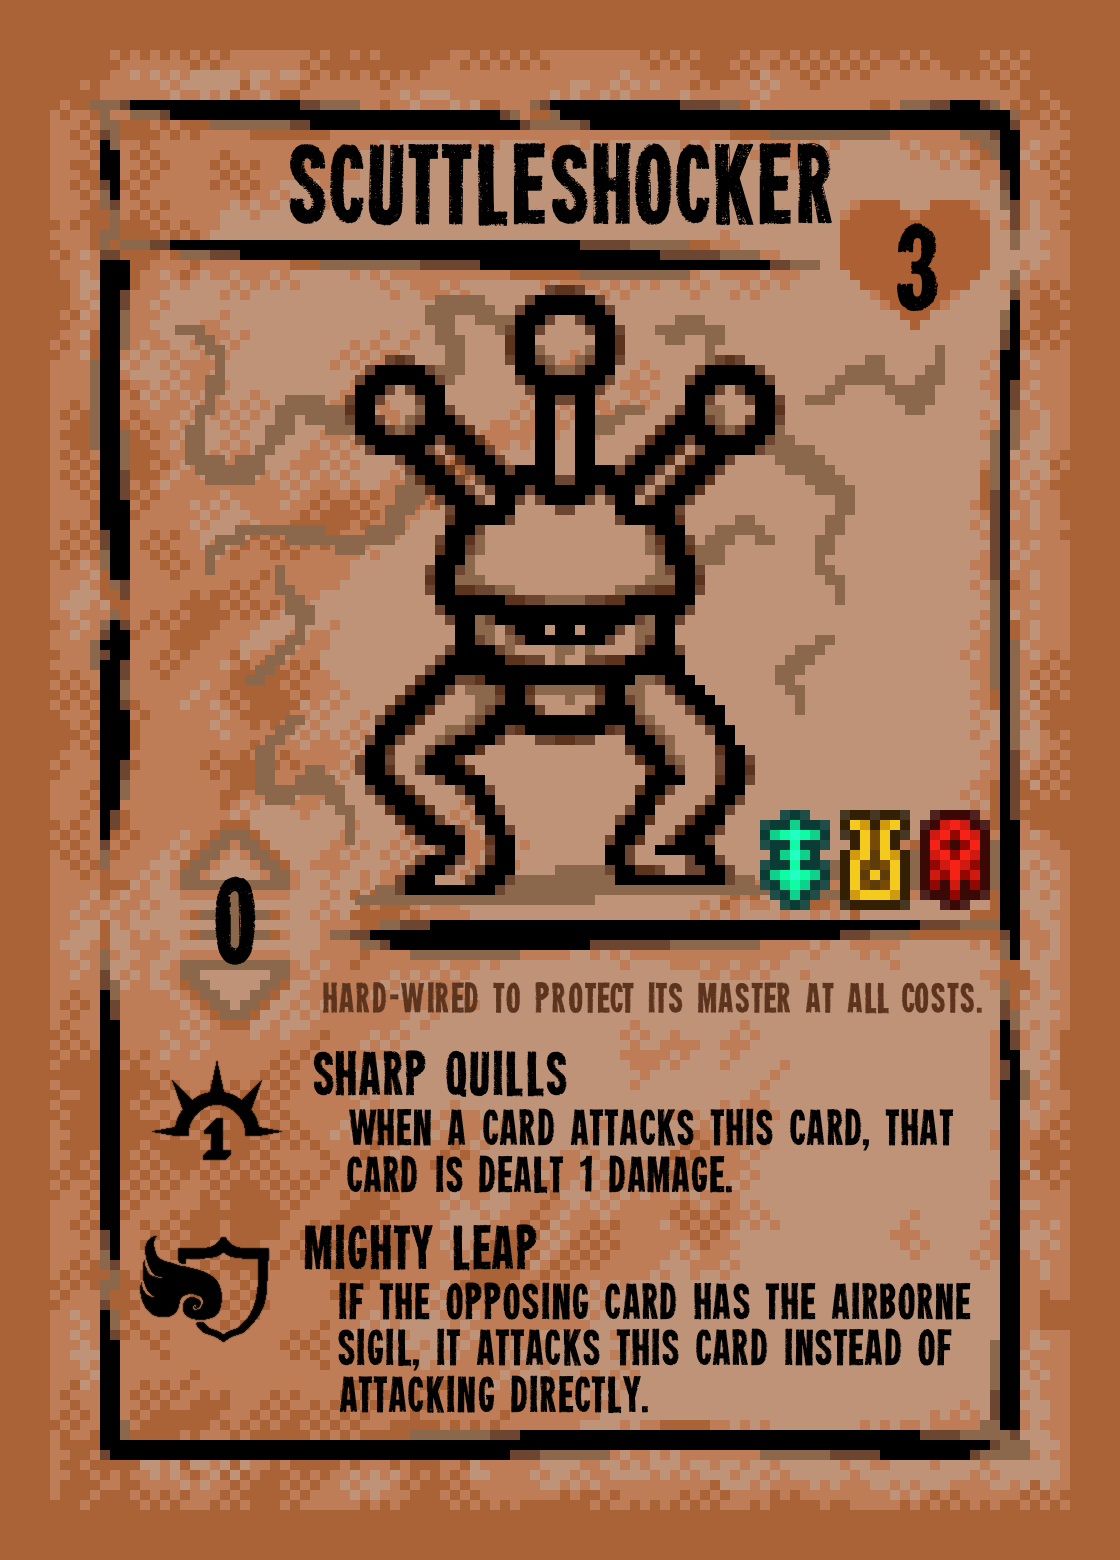 SCUTTLESHOCKER
3
0
HARD-WIRED TO PROTECT ITS MASTER AT ALL COSTS.
SHARP QUILLS
1
WHEN A CARD ATTACKS THIS CARD, THAT
CARD IS DEALT 1 DAMAGE.
MIGHTY LEAP
IF THE OPPOSING CARD HAS THE AIRBORNE
SIGIL, IT ATTACKS THIS CARD INSTEAD OF
ATTACKING DIRECTLY.